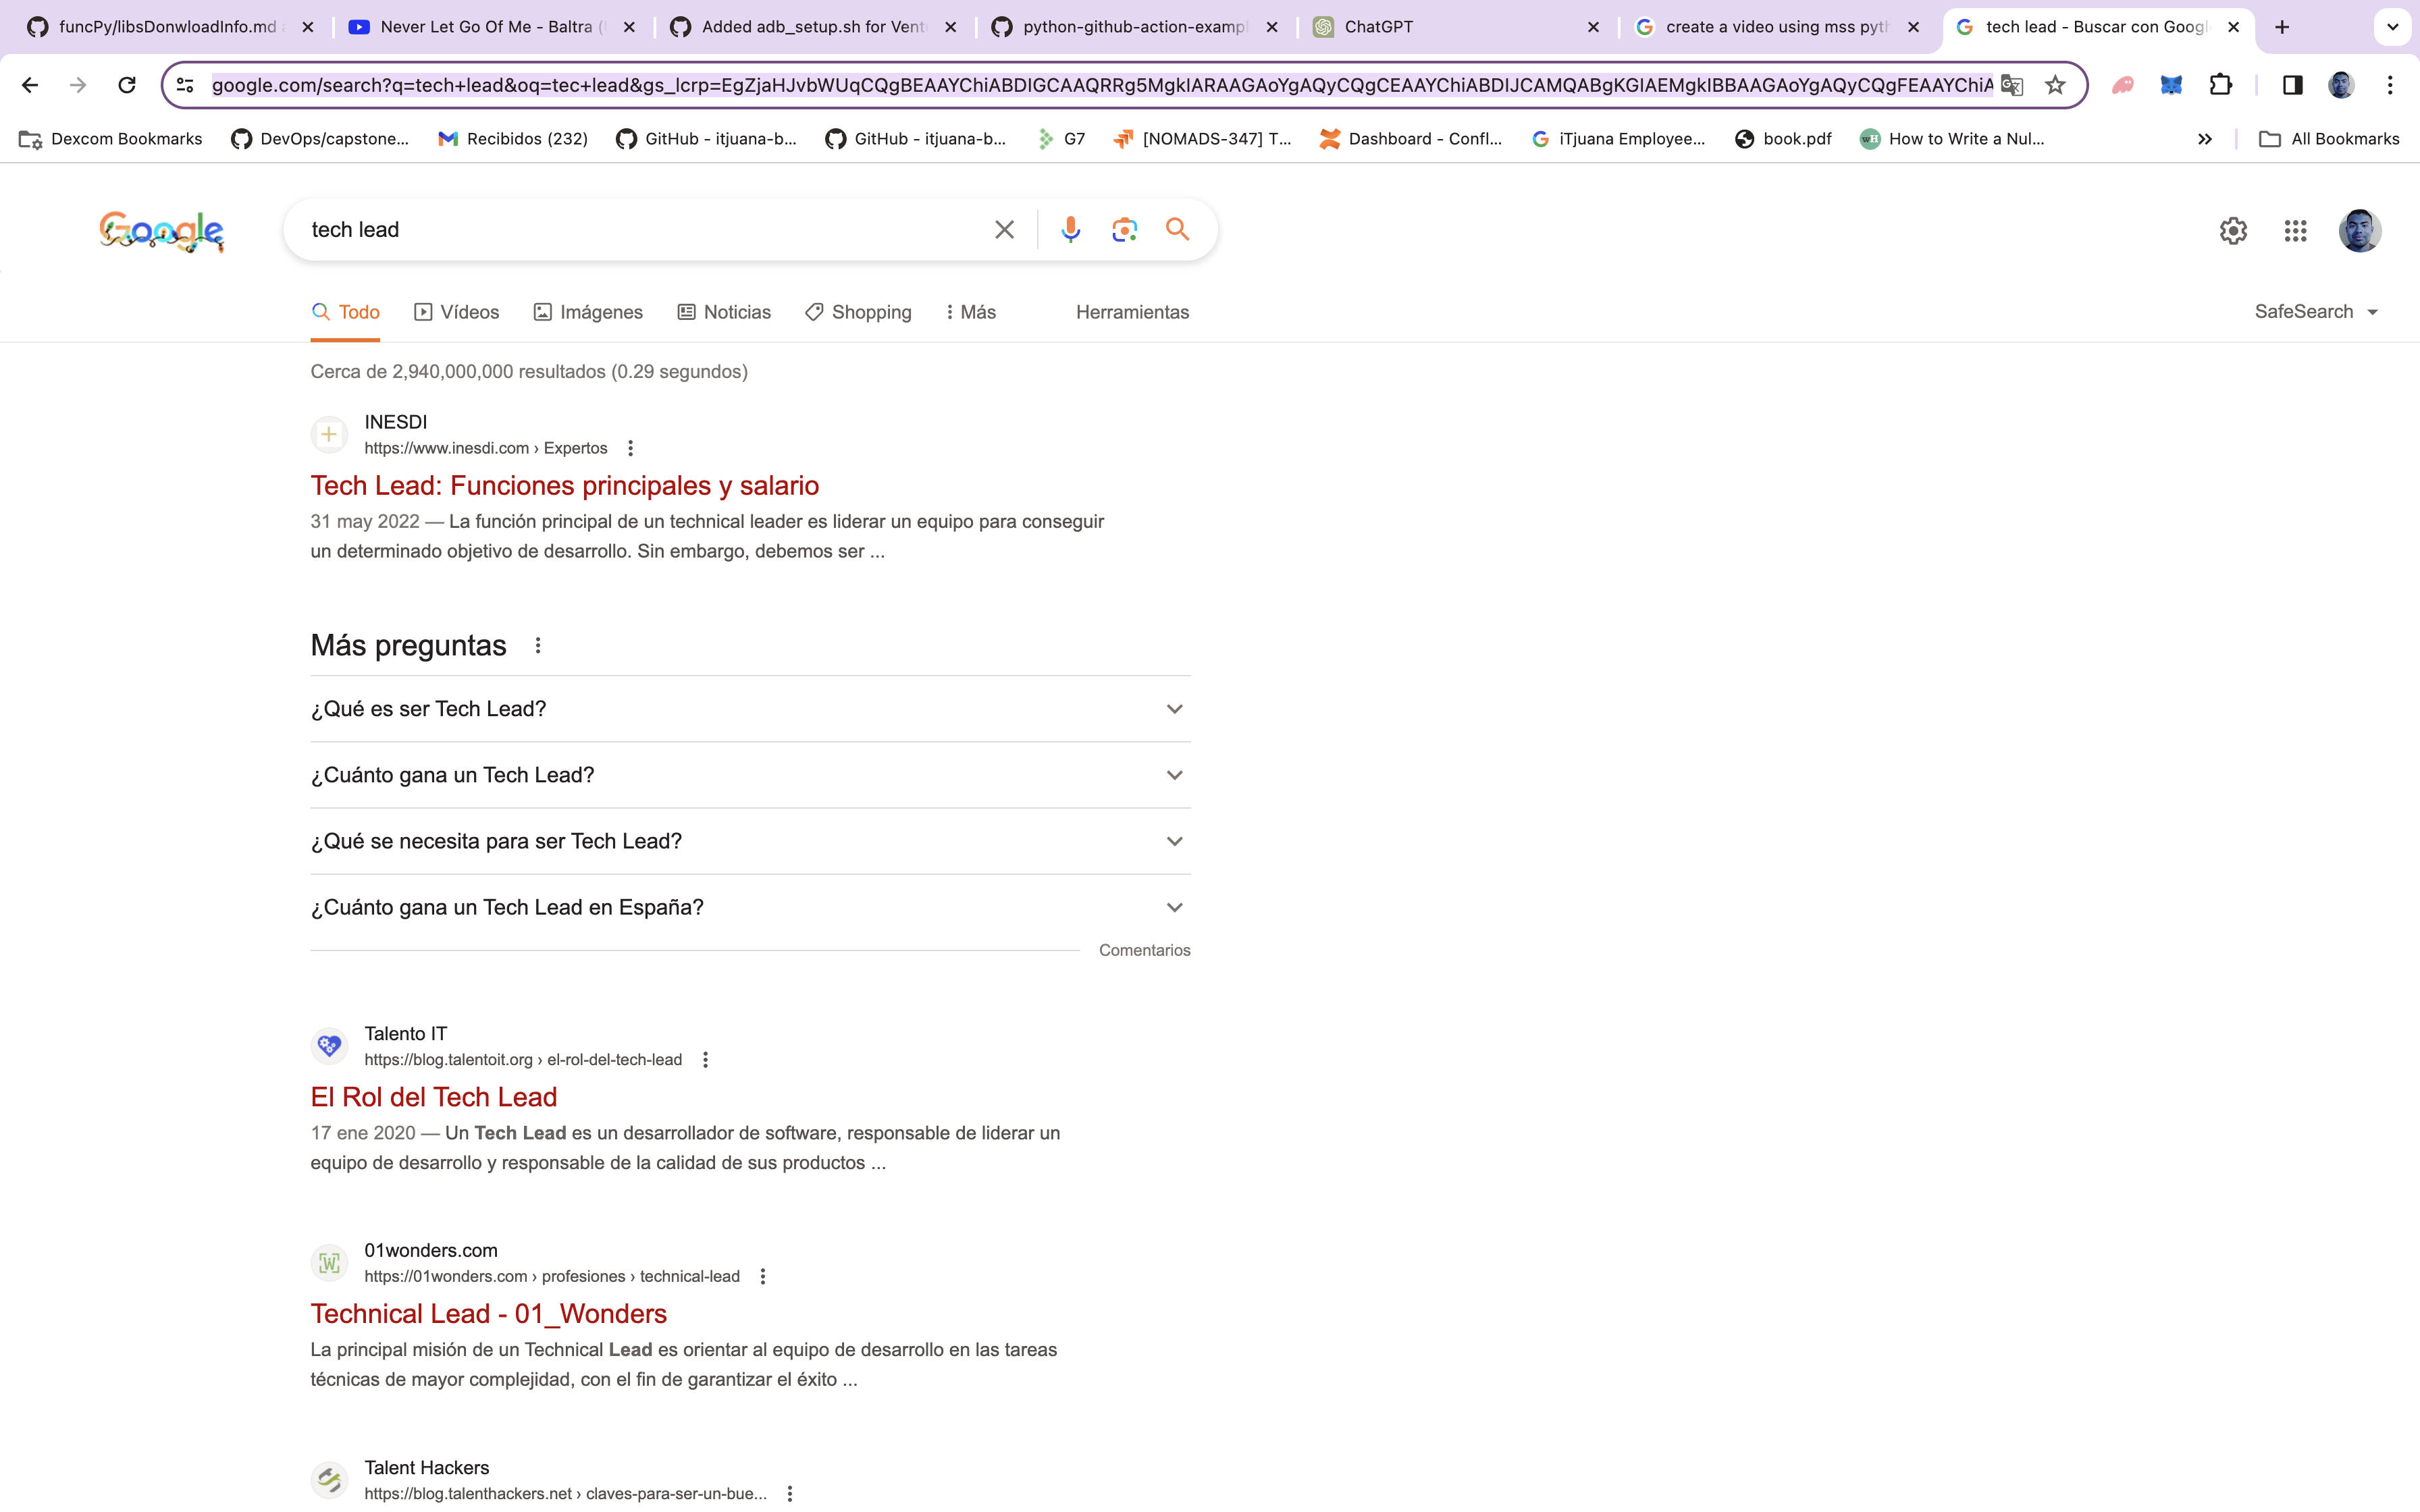 funcPy/libsDonwloadInfo.md
Never Let Go Of Me - Baltra (
Added adb_setup.sh for Vent
python-github-action-exampl
ChatGPT
create a video using mss pyth
tech lead - Buscar con Googl
google.com/search?q=tech+lead&oq=tec+lead&gs_lcrp=EgZjaHJvbWUqCQgBEAAYChiABDIGCAAQRRg5MgkIARAAGAoYgAQyCQgCEAAYChiABDIJCAMQABgKGIAEMgkIBBAAGAoYgAQyCQgFEAAYChiA
Dexcom Bookmarks
DevOps/capstone...
Recibidos (232)
GitHub - itjuana-b...
GitHub - itjuana-b...
G7
[NOMADS-347] T...
Dashboard - Confl...
iTjuana Employee...
book.pdf
How to Write a Nul...
All Bookmarks
Google
tech lead
Todo
Vídeos
Imágenes
Noticias
Shopping
Más
Herramientas
SafeSearch
Cerca de 2,940,000,000 resultados (0.29 segundos)
INESDI
https://www.inesdi.com › Expertos
Tech Lead: Funciones principales y salario
31 may 2022 — La función principal de un technical leader es liderar un equipo para conseguir
un determinado objetivo de desarrollo. Sin embargo, debemos ser ...
Más preguntas
¿Qué es ser Tech Lead?
¿Cuánto gana un Tech Lead?
¿Qué se necesita para ser Tech Lead?
¿Cuánto gana un Tech Lead en España?
Comentarios
Talento IT
https://blog.talentoit.org › el-rol-del-tech-lead
El Rol del Tech Lead
17 ene 2020 — Un Tech Lead es un desarrollador de software, responsable de liderar un
equipo de desarrollo y responsable de la calidad de sus productos ...
01wonders.com
https://01wonders.com › profesiones › technical-lead
Technical Lead - 01_Wonders
La principal misión de un Technical Lead es orientar al equipo de desarrollo en las tareas
técnicas de mayor complejidad, con el fin de garantizar el éxito ...
Talent Hackers
https://blog.talenthackers.net › claves-para-ser-un-bue...